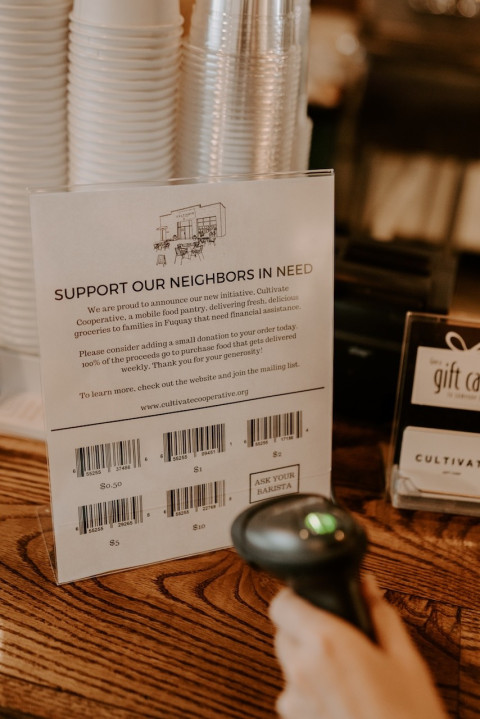 SUPPORT OUR NEIGHBORS IN NEED
We are proud to announce our new initiative, Cultivate
Cooperative, a mobile food pantry, delivering fresh, delicious
groceries to families in Fuquay that need financial assistance.
Please consider adding a small donation to your order today.
100% of the proceeds go to purchase food that gets delivered
weekly. Thank you for your generosity!
To learn more, check out the website and join the mailing list.
www.cultivatecooperative.org
$0.50
$1
$2
$5
$10
ASK YOUR
BARISTA
gift ca
CULTIVAT